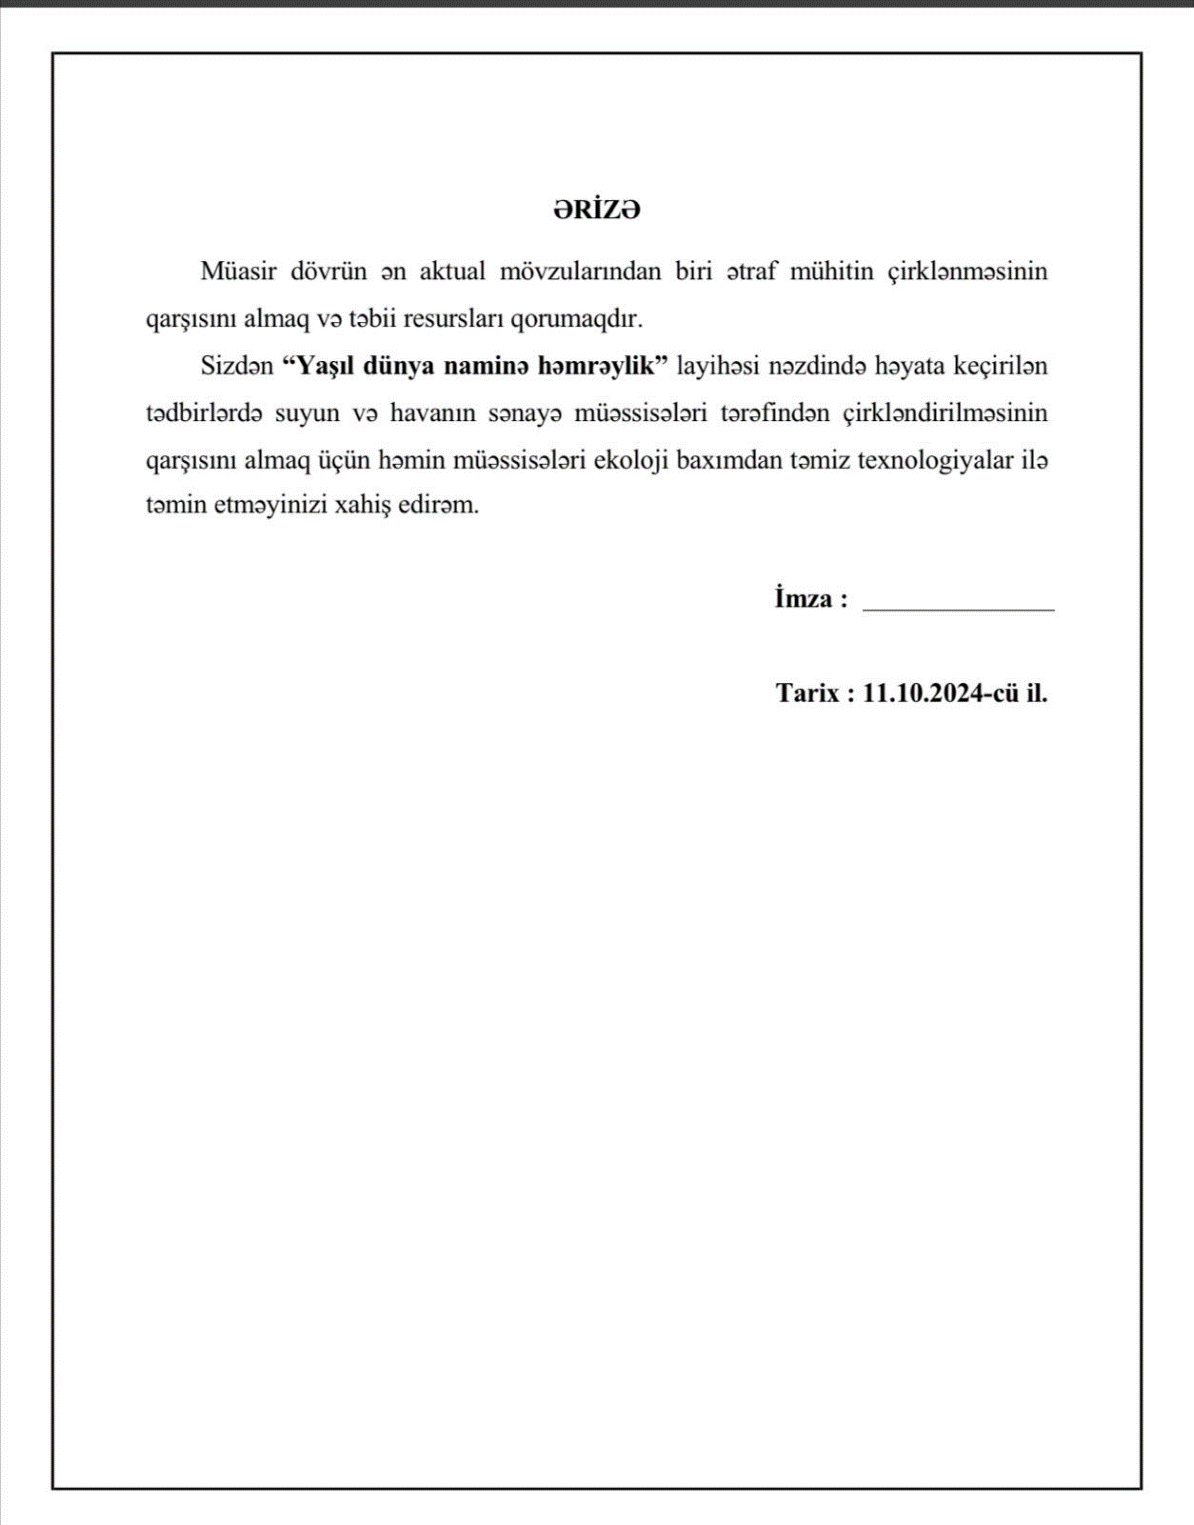 ƏRİZƏ
Müasir dövrün ən aktual mövzularından biri ətraf mühitin çirklənməsinin
qarşısını almaq və təbii resursları qorumaqdır.
Sizdən “Yaşıl dünya naminə həmrəylik” layihəsi nəzdində həyata keçirilən
tədbirlərdə suyun və havanın sənayə müəssisələri tərəfindən çirkləndirilməsinin
qarşısını almaq üçün həmin müəssisələri ekoloji baxımdan təmiz texnologiyalar ilə
təmin etməyinizi xahiş edirəm.
İmza : _______________
Tarix : 11.10.2024-cü il.